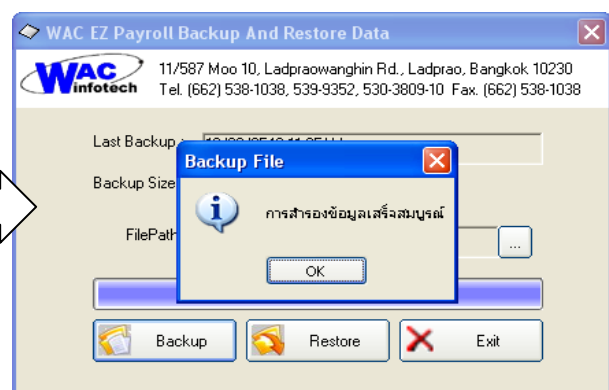 WAC EZ Payroll Backup And Restore Data
WAC
infotech
11/587 Moo 10, Ladpraowanghin Rd., Ladprao, Bangkok 10230
Tel. (662) 538-1038, 539-9352, 530-3809-10 Fax. (662) 538-1038
Last Backup :
Backup File
Backup Size
การสำรองข้อมูลเสร็จสมบูรณ์
FilePath
...
OK
Backup
Restore
Exit